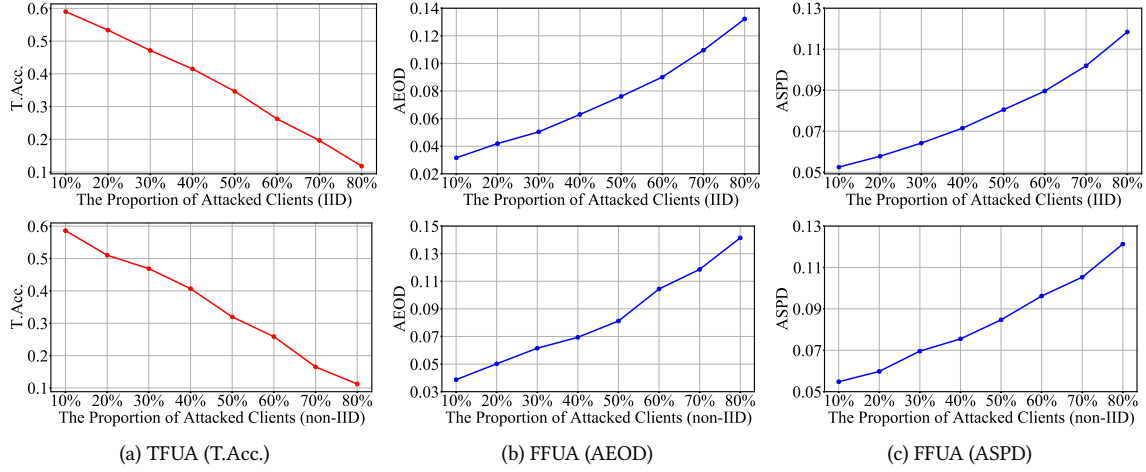 0.6
0.5
0.4
0.3
0.2
0.1
T.Acc.
10% 20% 30% 40% 50% 60% 70% 80%
The Proportion of Attacked Clients (IID)
0.14
0.12
0.10
0.08
0.06
0.04
0.02
AEOD
10% 20% 30% 40% 50% 60% 70% 80%
The Proportion of Attacked Clients (IID)
0.13
0.11
0.09
0.07
0.05
ASPD
10% 20% 30% 40% 50% 60% 70% 80%
The Proportion of Attacked Clients (IID)
0.6
0.5
0.4
0.3
0.2
0.1
T.Acc.
10% 20% 30% 40% 50% 60% 70% 80%
The Proportion of Attacked Clients (non-IID)
0.15
0.13
0.11
0.09
0.07
0.05
0.03
AEOD
10% 20% 30% 40% 50% 60% 70% 80%
The Proportion of Attacked Clients (non-IID)
0.13
0.11
0.09
0.07
0.05
ASPD
10% 20% 30% 40% 50% 60% 70% 80%
The Proportion of Attacked Clients (non-IID)
(a) TFUA (T.Acc.)
(b) FFUA (AEOD)
(c) FFUA (ASPD)